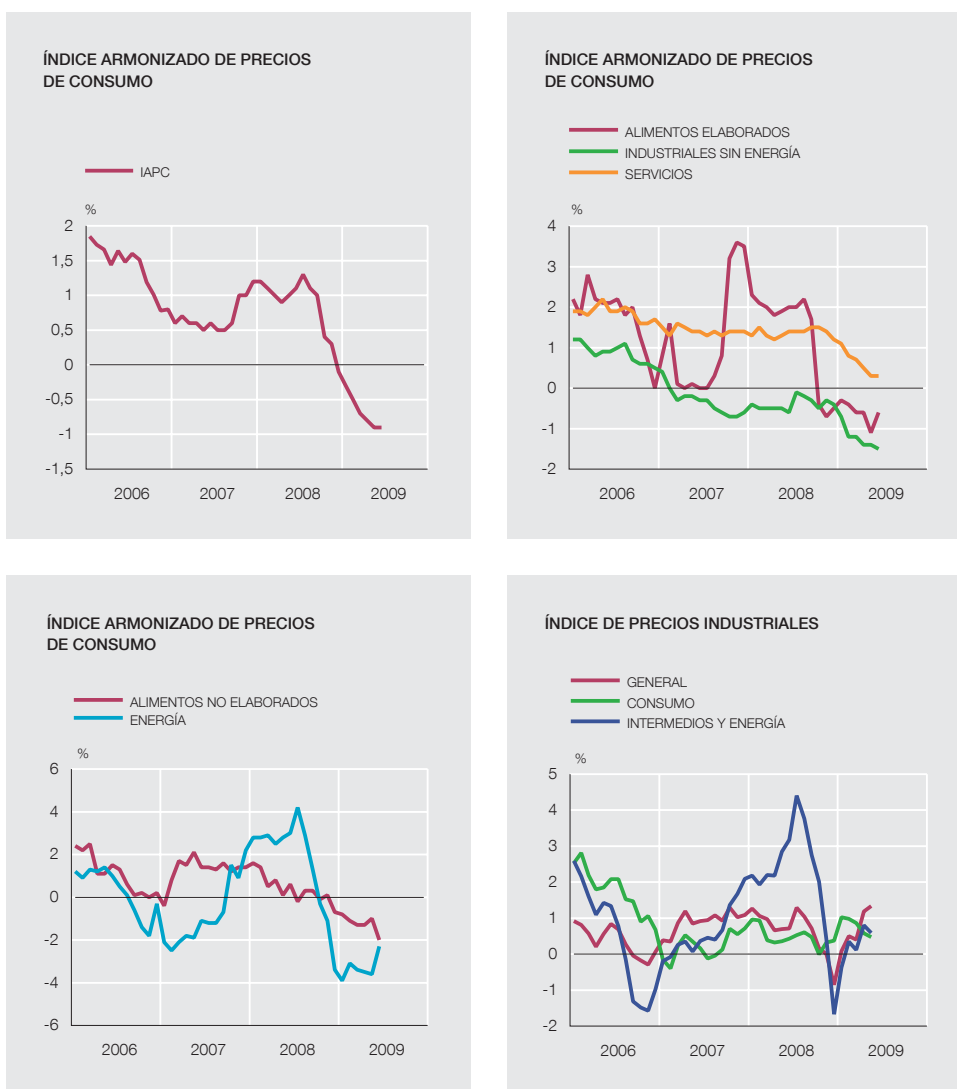 ÍNDICE ARMONIZADO DE PRECIOS
DE CONSUMO
IAPC
%
2
1,5
1
0,5
0
-0,5
-1
-1,5
2006 2007 2008 2009
ÍNDICE ARMONIZADO DE PRECIOS
DE CONSUMO
ALIMENTOS ELABORADOS
INDUSTRIALES SIN ENERGÍA
SERVICIOS
%
4
3
2
1
0
-1
-2
2006 2007 2008 2009
ÍNDICE ARMONIZADO DE PRECIOS
DE CONSUMO
ALIMENTOS NO ELABORADOS
ENERGÍA
%
6
4
2
0
-2
-4
-6
2006 2007 2008 2009
ÍNDICE DE PRECIOS INDUSTRIALES
GENERAL
CONSUMO
INTERMEDIOS Y ENERGÍA
%
5
4
3
2
1
0
-1
-2
2006 2007 2008 2009